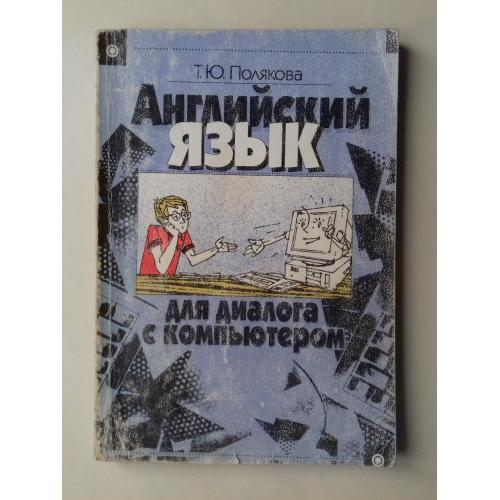 Т.Ю. Полякова
Английский
язык
для диалога
с компьютером